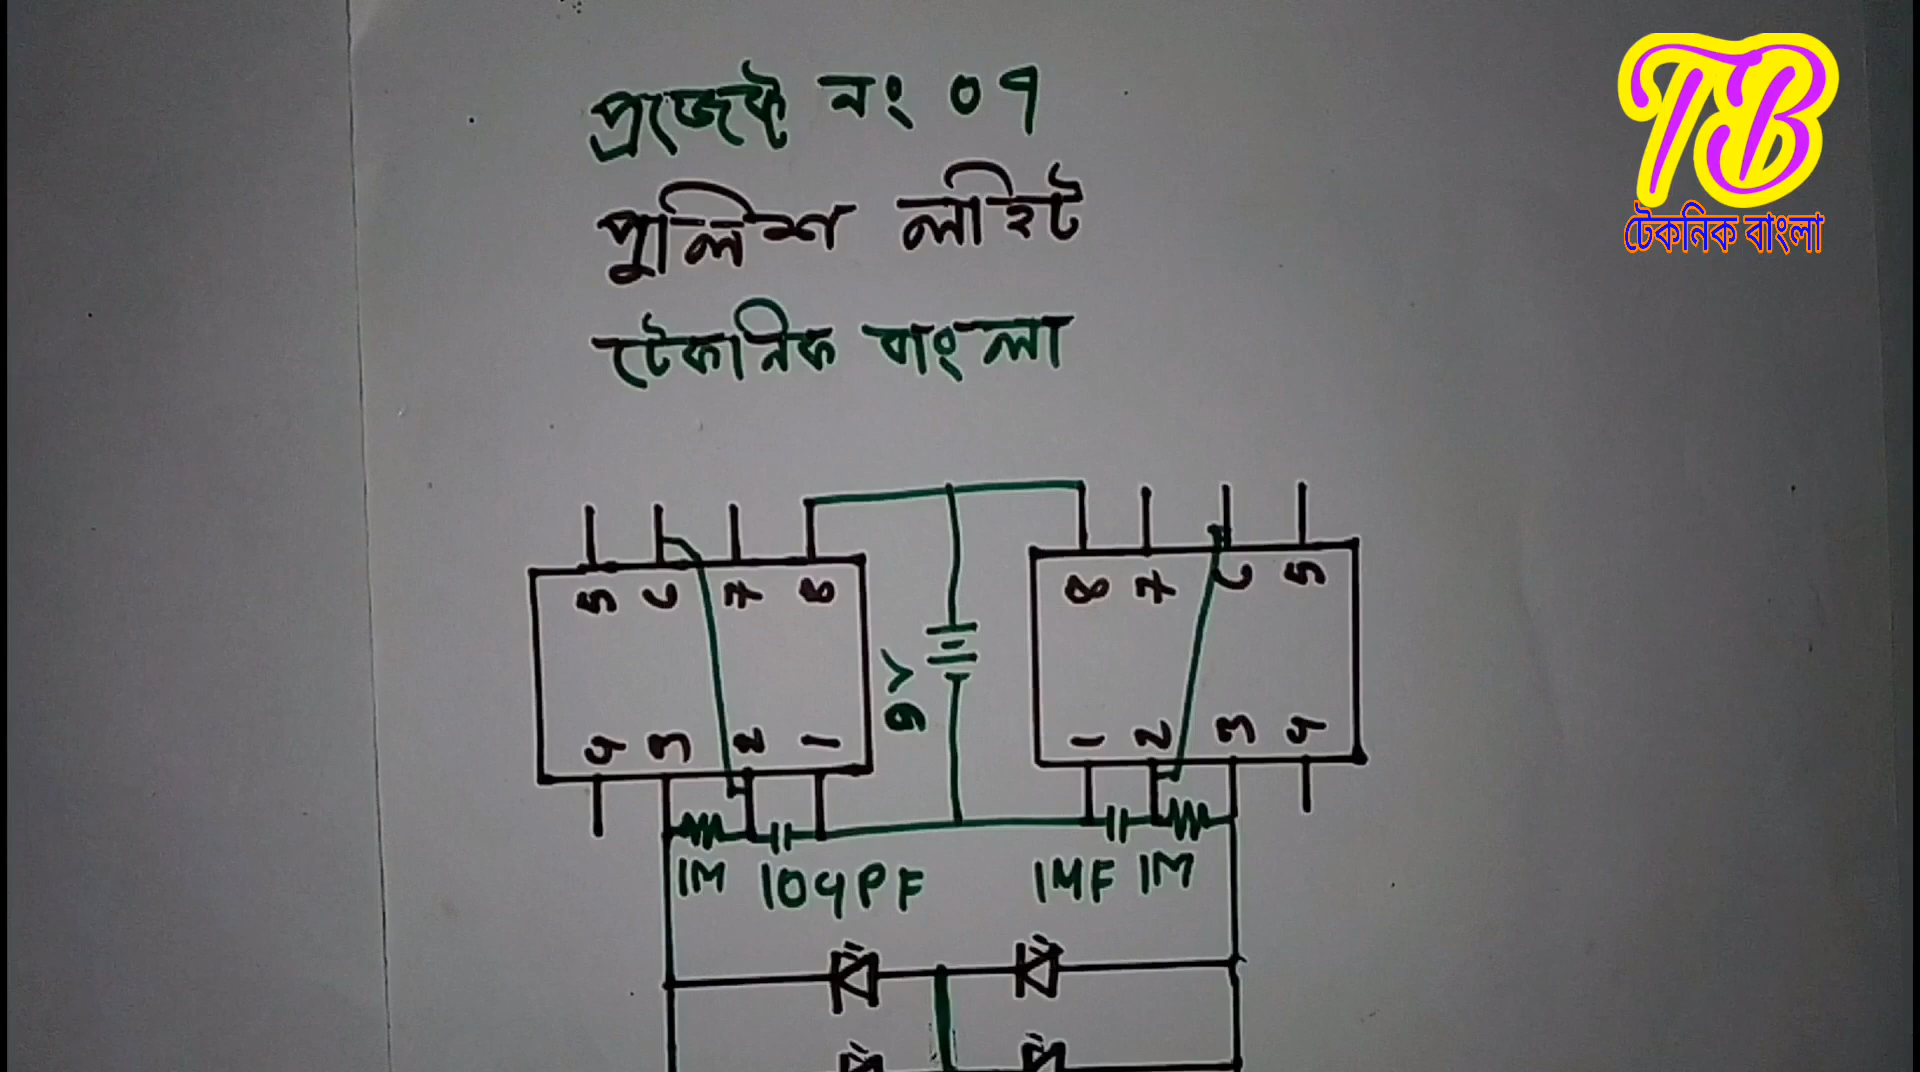 প্রজেক্ট নং ০৭
পুলিশ লাইট
টেকনিক বাংলা
TB
টেকনিক বাংলা
5 6 7 8
8 7 6 5
9V
4 3 2 1
1 2 3 4
1M 104PF
1MF 1M